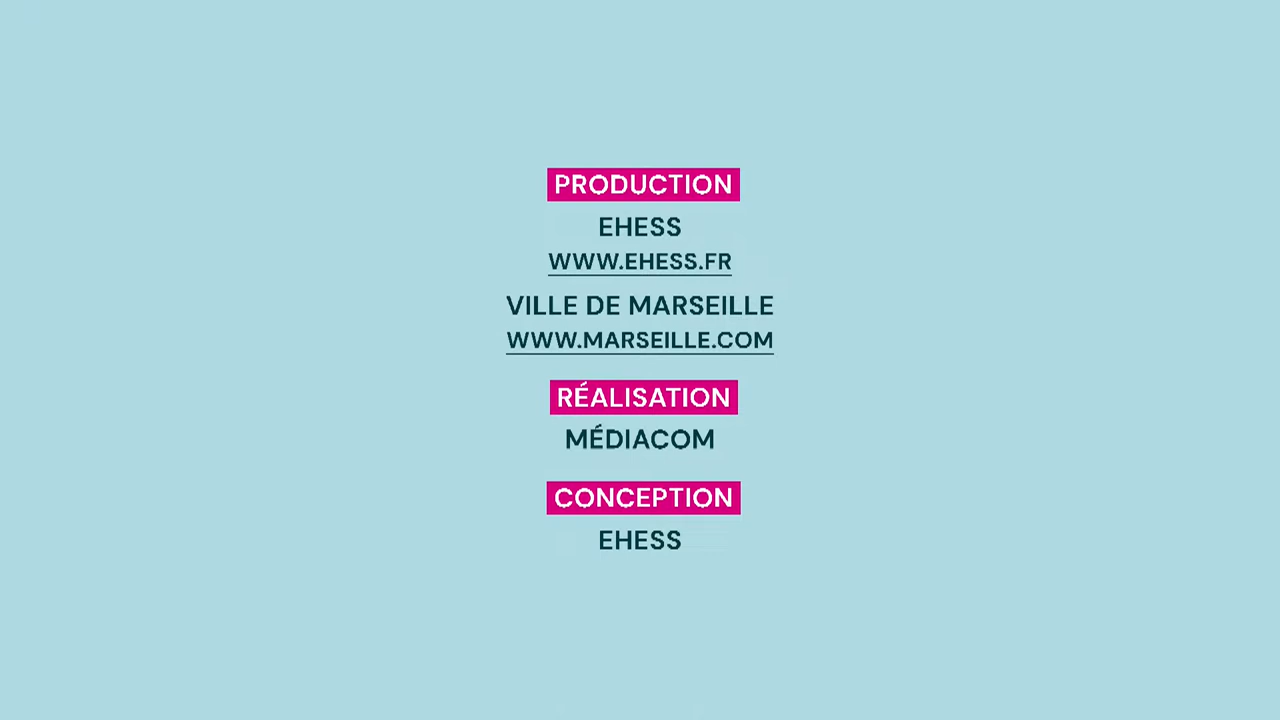 PRODUCTION
EHESS
WWW.EHESS.FR
VILLE DE MARSEILLE
WWW.MARSEILLE.COM
RÉALISATION
MÉDIACOM
CONCEPTION
EHESS